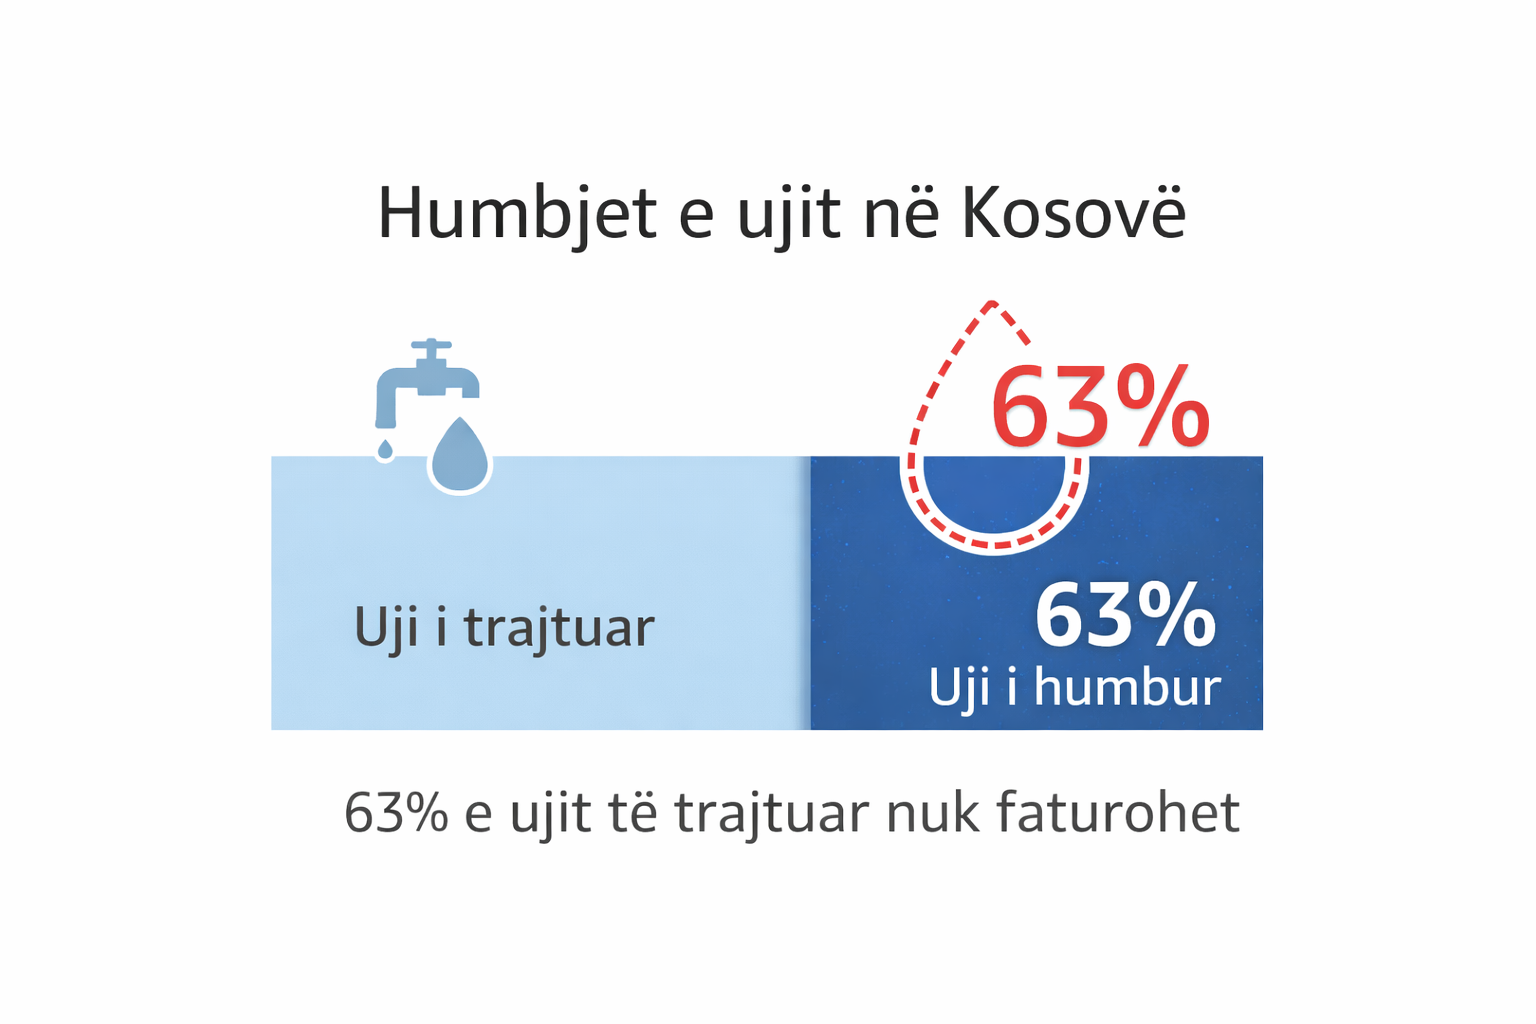 Humbjet e ujit në Kosovë
63%
Uji i trajtuar
63%
Uji i humbur
63% e ujit të trajtuar nuk faturohet